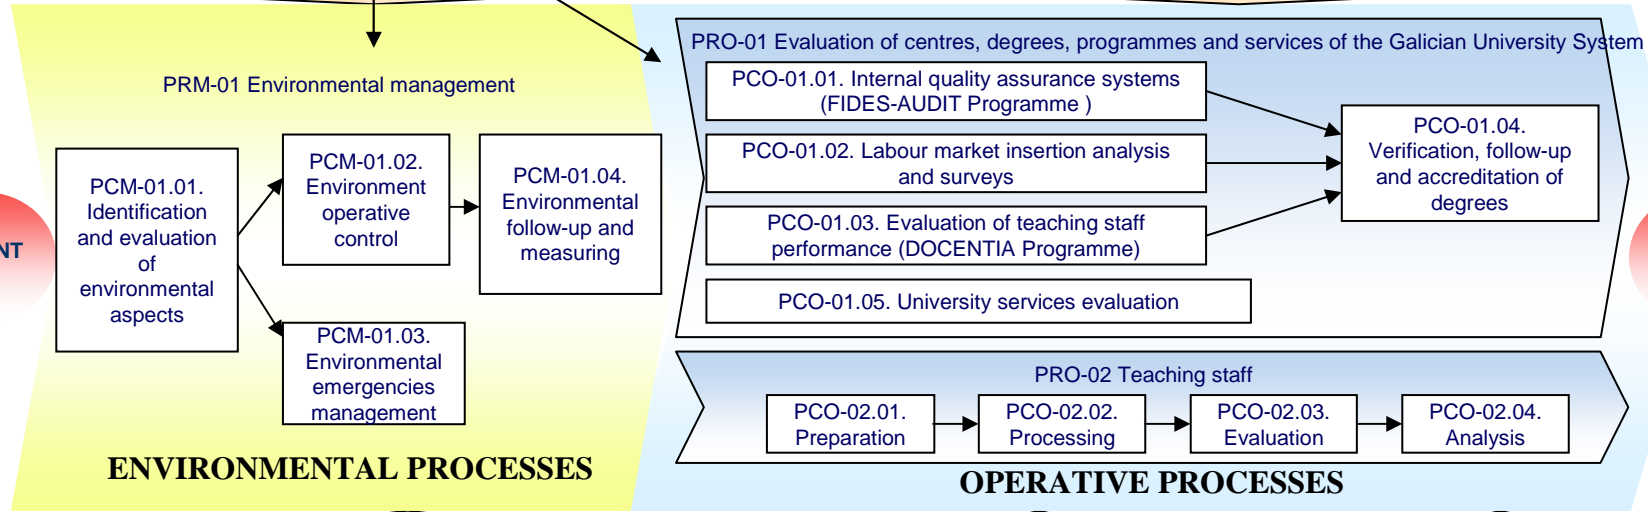 PRM-01 Environmental management
PCM-01.01.
Identification
and evaluation
of
environmental
aspects
PCM-01.02.
Environment
operative
control
PCM-01.04.
Environmental
follow-up and
measuring
PCM-01.03.
Environmental
emergencies
management
ENVIRONMENTAL PROCESSES
NT
PRO-01 Evaluation of centres, degrees, programmes and services of the Galician University System
PCO-01.01. Internal quality assurance systems
(FIDES-AUDIT Programme )
PCO-01.02. Labour market insertion analysis
and surveys
PCO-01.03. Evaluation of teaching staff
performance (DOCENTIA Programme)
PCO-01.05. University services evaluation
PCO-01.04.
Verification, follow-up
and accreditation of
degrees
PRO-02 Teaching staff
PCO-02.01.
Preparation
PCO-02.02.
Processing
PCO-02.03.
Evaluation
PCO-02.04.
Analysis
OPERATIVE PROCESSES